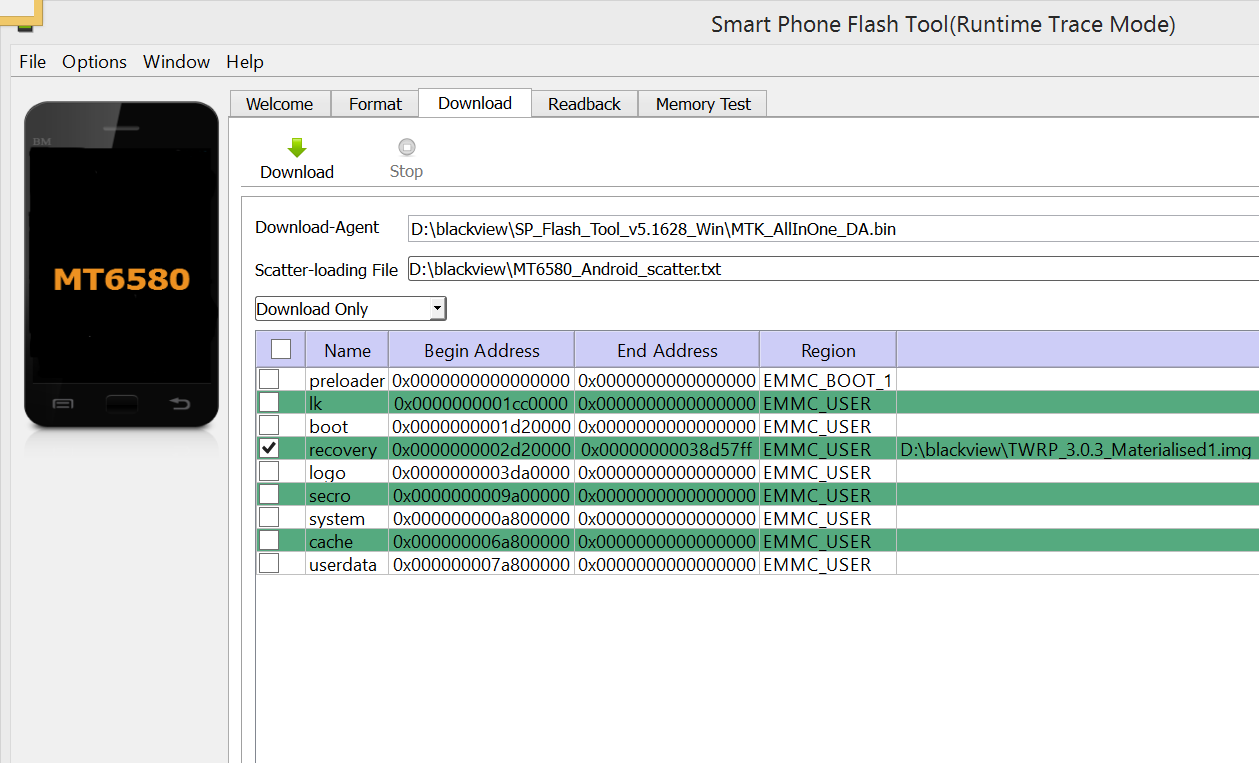 Smart Phone Flash Tool(Runtime Trace Mode)
File Options Window Help
Welcome Format Download Readback Memory Test
BM
Download Stop
Download-Agent D:\blackview\SP_Flash_Tool_v5.1628_Win\MTK_AllInOne_DA.bin
Scatter-loading File D:\blackview\MT6580_Android_scatter.txt
MT6580
Download Only
Name Begin Address End Address Region
preloader 0x0000000000000000 0x0000000000000000 EMMC_BOOT_1
lk 0x0000000001cc0000 0x0000000000000000 EMMC_USER
boot 0x0000000001d20000 0x0000000000000000 EMMC_USER
recovery 0x0000000002d20000 0x00000000038d57ff EMMC_USER D:\blackview\TWRP_3.0.3_Materialised1.img
logo 0x0000000003da0000 0x0000000000000000 EMMC_USER
secro 0x0000000009a00000 0x0000000000000000 EMMC_USER
system 0x000000000a800000 0x0000000000000000 EMMC_USER
cache 0x000000006a800000 0x0000000000000000 EMMC_USER
userdata 0x000000007a800000 0x0000000000000000 EMMC_USER